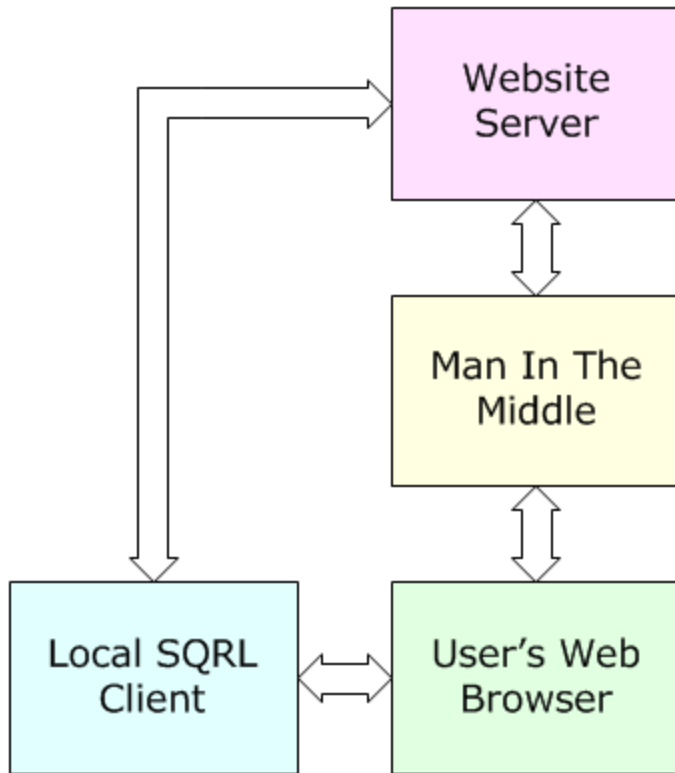 Website
Server
Man In The
Middle
Local SQRL
Client
User’s Web
Browser